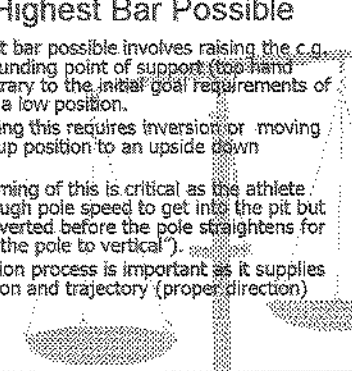 Highest Bar Possible
t bar possible involves raising the c.g.
unding point of support (top hand
rary to the initial goal requirements of
a low position.
ng this requires inversion or moving
up position to an upside down
ming of this is critical as the athlete
ugh pole speed to get into the pit but
verted before the pole straightens for
the pole to vertical").
ion process is important as it supplies
on and trajectory (proper direction)